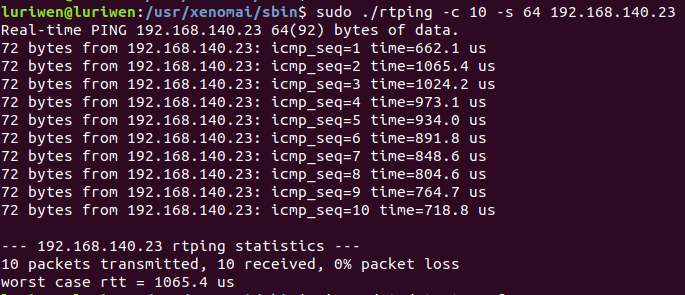 luriwen@luriwen:/usr/xenomai/sbin$ sudo ./rtping -c 10 -s 64 192.168.140.23
Real-time PING 192.168.140.23 64(92) bytes of data.
72 bytes from 192.168.140.23: icmp_seq=1 time=662.1 us
72 bytes from 192.168.140.23: icmp_seq=2 time=1065.4 us
72 bytes from 192.168.140.23: icmp_seq=3 time=1024.2 us
72 bytes from 192.168.140.23: icmp_seq=4 time=973.1 us
72 bytes from 192.168.140.23: icmp_seq=5 time=934.0 us
72 bytes from 192.168.140.23: icmp_seq=6 time=891.8 us
72 bytes from 192.168.140.23: icmp_seq=7 time=848.6 us
72 bytes from 192.168.140.23: icmp_seq=8 time=804.6 us
72 bytes from 192.168.140.23: icmp_seq=9 time=764.7 us
72 bytes from 192.168.140.23: icmp_seq=10 time=718.8 us

--- 192.168.140.23 rtping statistics ---
10 packets transmitted, 10 received, 0% packet loss
worst case rtt = 1065.4 us